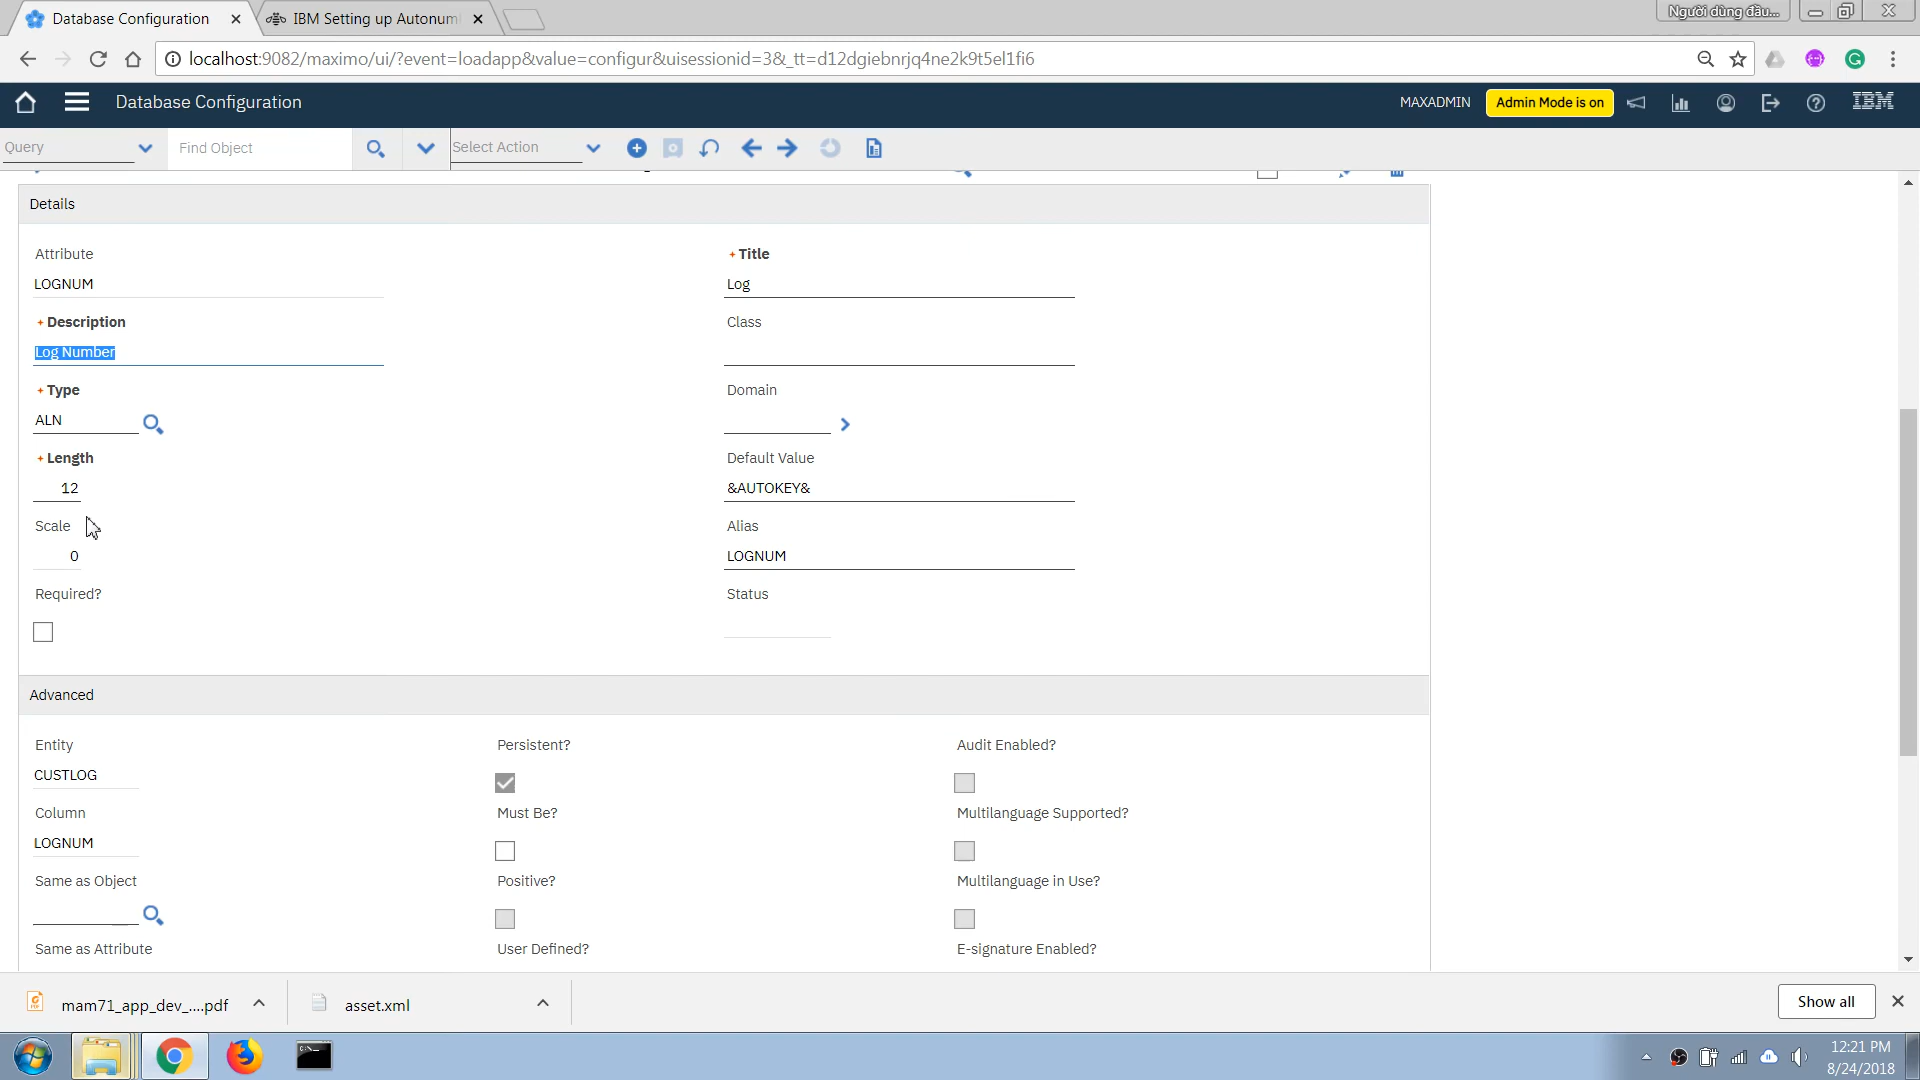 Database Configuration
IBM Setting up Autonum
Người dùng đầu...
localhost:9082/maximo/ui/?event=loadapp&value=configur&uisessionid=3&_tt=d12dgiebnrjq4ne2k9t5el1fi6
Database Configuration
MAXADMIN
Admin Mode is on
IBM
Query
Find Object
Select Action
Details
Attribute
LOGNUM
Title
Log
Description
Log Number
Class
Type
ALN
Domain
Length
12
Default Value
&AUTOKEY&
Scale
0
Alias
LOGNUM
Required?
Status
Advanced
Entity
CUSTLOG
Persistent?
Audit Enabled?
Column
LOGNUM
Must Be?
Multilanguage Supported?
Same as Object
Positive?
Multilanguage in Use?
Same as Attribute
User Defined?
E-signature Enabled?
mam71_app_dev_....pdf
asset.xml
Show all
12:21 PM
8/24/2018